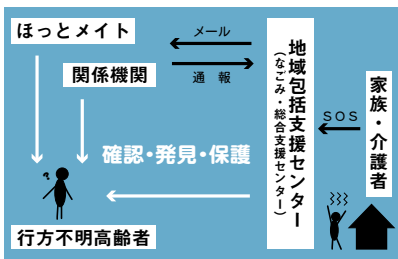 ほっとメイト
関係機関
メール
通報
確認・発見・保護
行方不明高齢者
地域包括支援センター
(なごみ・総合支援センター)
SOS
家族・介護者
?